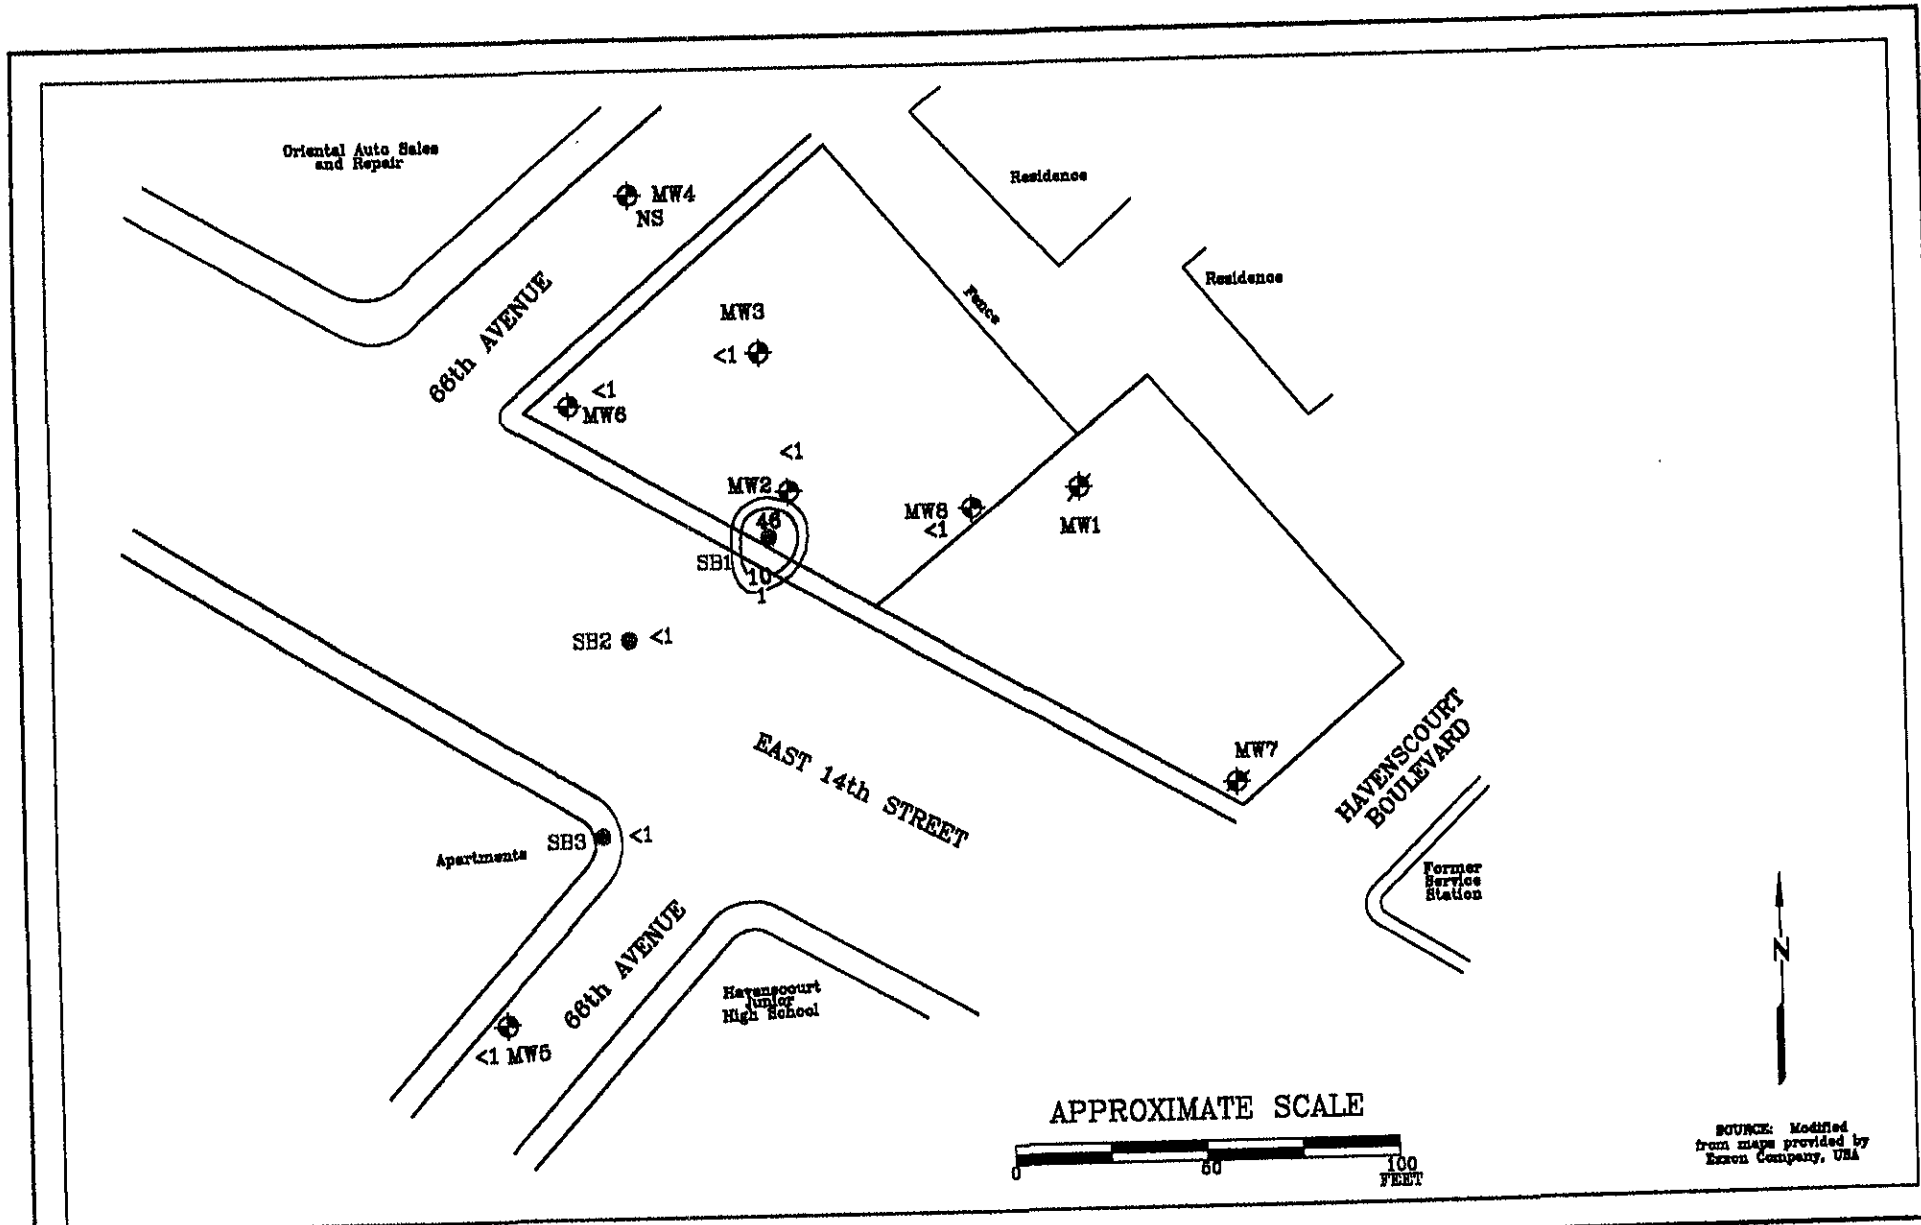 Oriental Auto Sales
and Repair
MW4
NS
Residence
Residence
66th AVENUE
MW3
<1
Fence
<1
MW6
<1
MW2
46
SB1
10
1
MW8
<1
MW1
SB2 <1
EAST 14th STREET
MW7
HAVENSCOURT
BOULEVARD
SB3 <1
Apartments
Former
Service
Station
66th AVENUE
Havenscourt
Junior
High School
<1 MW5
N
APPROXIMATE SCALE
0 50 100
FEET
SOURCE: Modified
from maps provided by
Exxon Company, USA